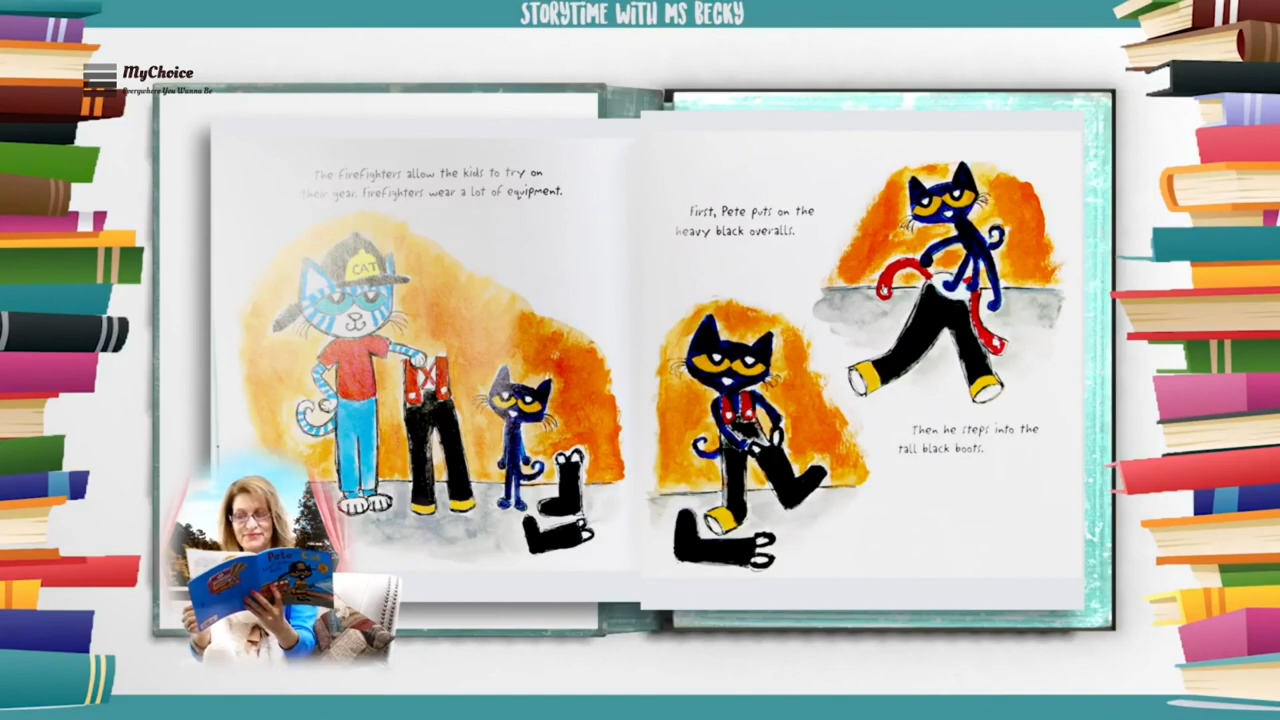 STORYTIME WITH MS BECKY
MyChoice
Everywhere You Wanna Be
The firefighters allow the kids to try on
their gear. Firefighters wear a lot of equipment.
First, Pete puts on the
heavy black overalls.
CAT
Then he steps into the
tall black boots.
Pete